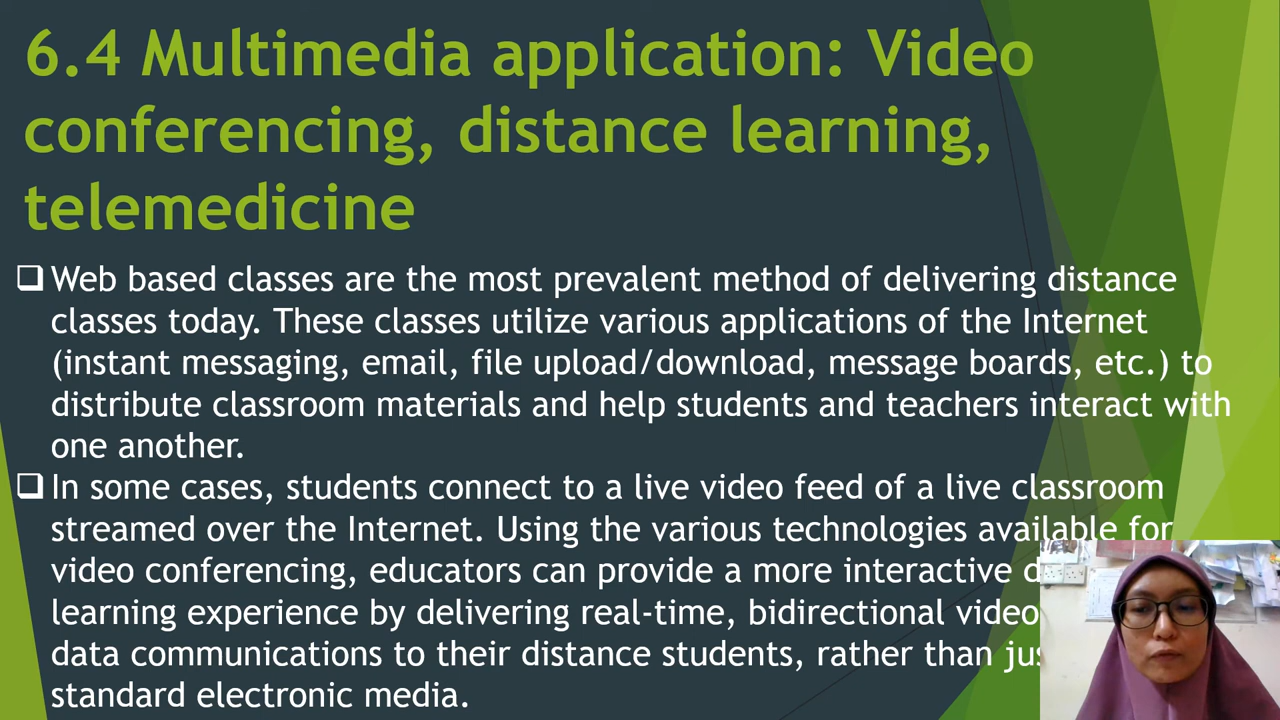 6.4 Multimedia application: Video
conferencing, distance learning,
telemedicine
Web based classes are the most prevalent method of delivering distance
classes today. These classes utilize various applications of the Internet
(instant messaging, email, file upload/download, message boards, etc.) to
distribute classroom materials and help students and teachers interact with
one another.
In some cases, students connect to a live video feed of a live classroom
streamed over the Internet. Using the various technologies available for
video conferencing, educators can provide a more interactive
learning experience by delivering real-time, bidirectional video
data communications to their distance students, rather than
standard electronic media.